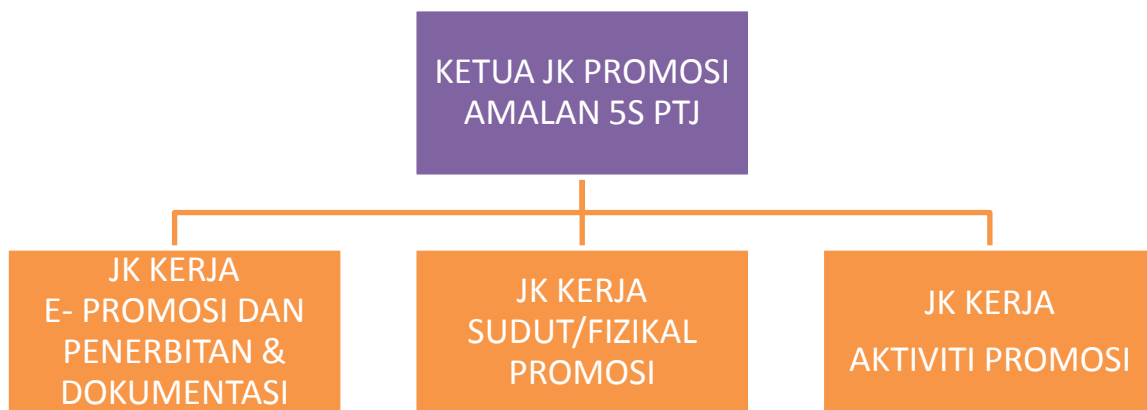 KETUA JK PROMOSI
AMALAN 5S PTJ
JK KERJA
E- PROMOSI DAN
PENERBITAN &
DOKUMENTASI
JK KERJA
SUDUT/FIZIKAL
PROMOSI
JK KERJA
AKTIVITI PROMOSI